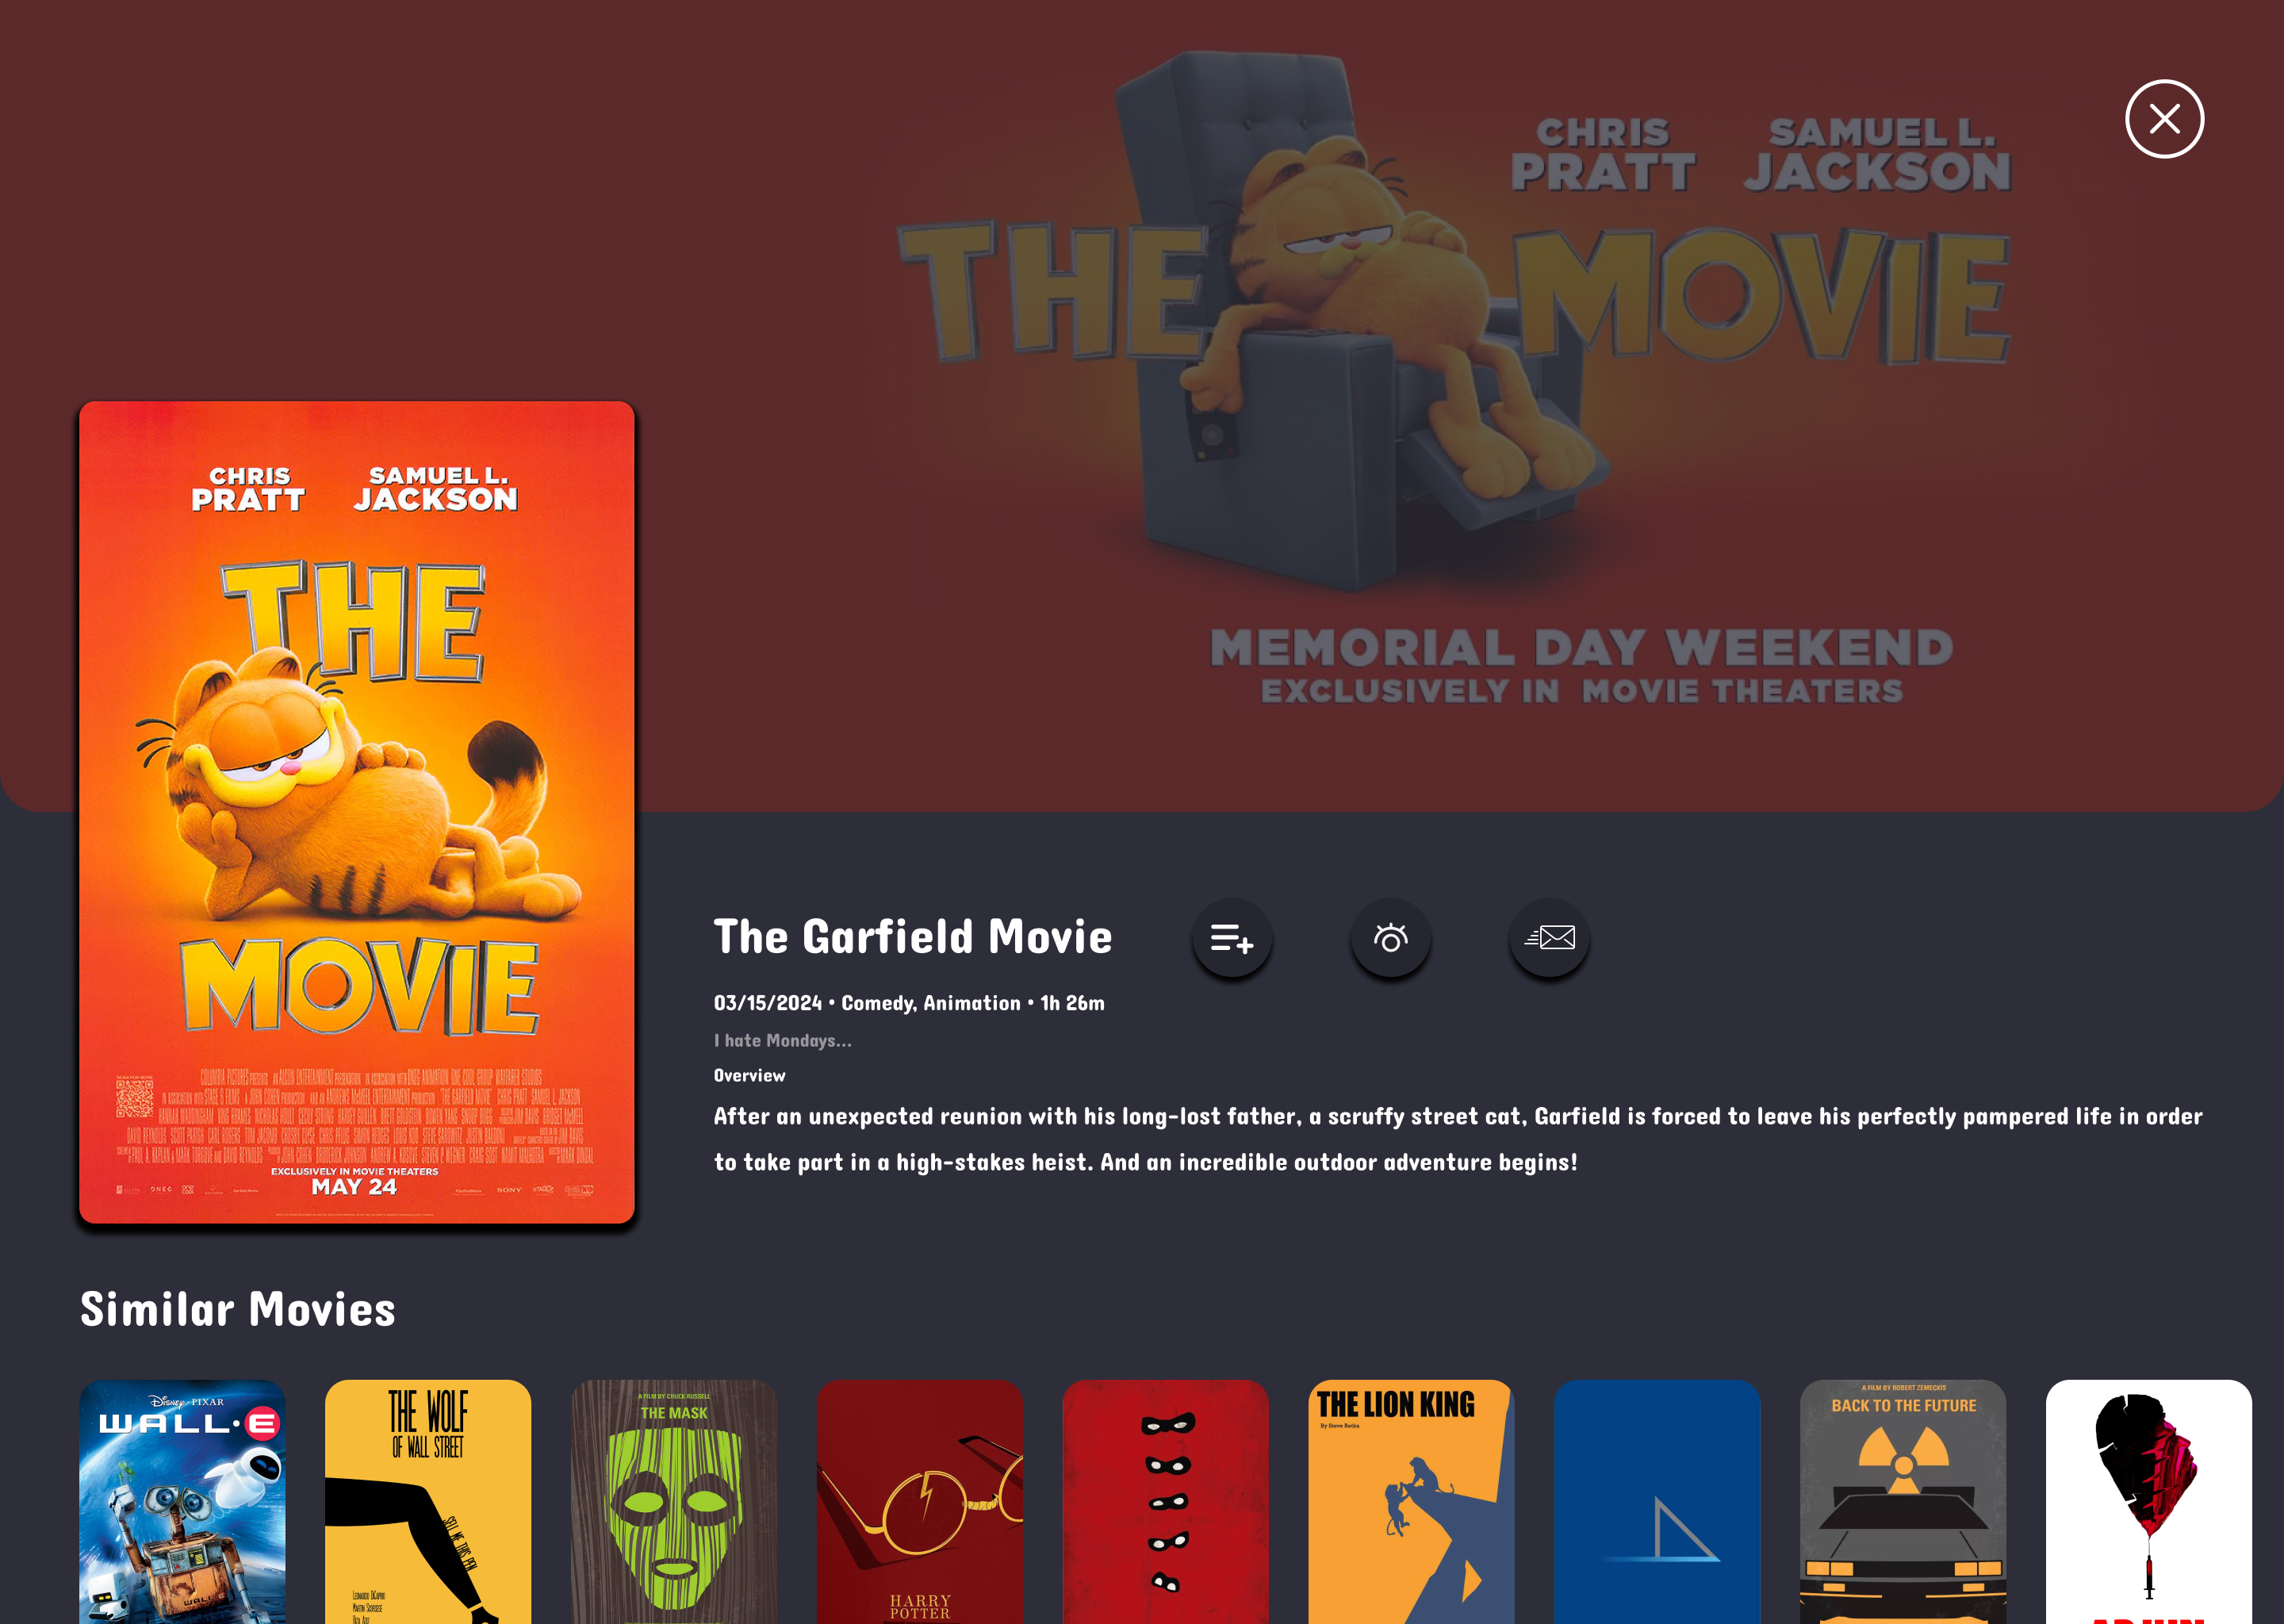 CHRIS
PRATT
SAMUEL L.
JACKSON
THE
MOVIE
MEMORIAL DAY WEEKEND
EXCLUSIVELY IN MOVIE THEATERS
CHRIS
PRATT
SAMUEL L.
JACKSON
THE
MOVIE
EXCLUSIVELY IN MOVIE THEATERS
MAY 24
SONY
The Garfield Movie
03/15/2024 • Comedy, Animation • 1h 26m
I hate Mondays...
Overview
After an unexpected reunion with his long-lost father, a scruffy street cat, Garfield is forced to leave his perfectly pampered life in order
to take part in a high-stakes heist. And an incredible outdoor adventure begins!
Similar Movies
Disney · PIXAR
WALL·E
THE WOLF
OF WALL STREET
SELL ME THIS PEN
A FILM BY CHUCK RUSSELL
THE MASK
HARRY
POTTER
THE LION KING
A FILM BY ROBERT ZEMECKIS
BACK TO THE FUTURE